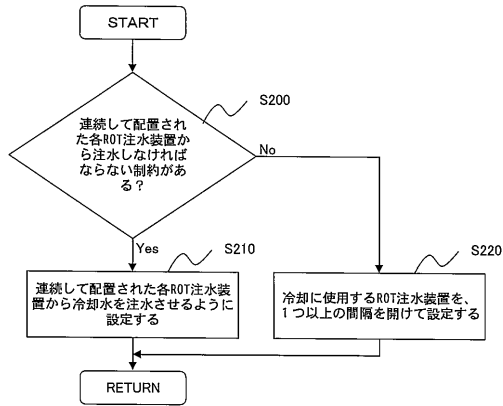 START
連続して配置され
た各ROT注水装置か
ら注水しなければ
ならない制約があ
る？
S200
No
Yes
S210
連続して配置された各ROT注水装
置から冷却水を注水させるように
設定する
S220
冷却に使用するROT注水装置を、
１つ以上の間隔を開けて設定する
RETURN